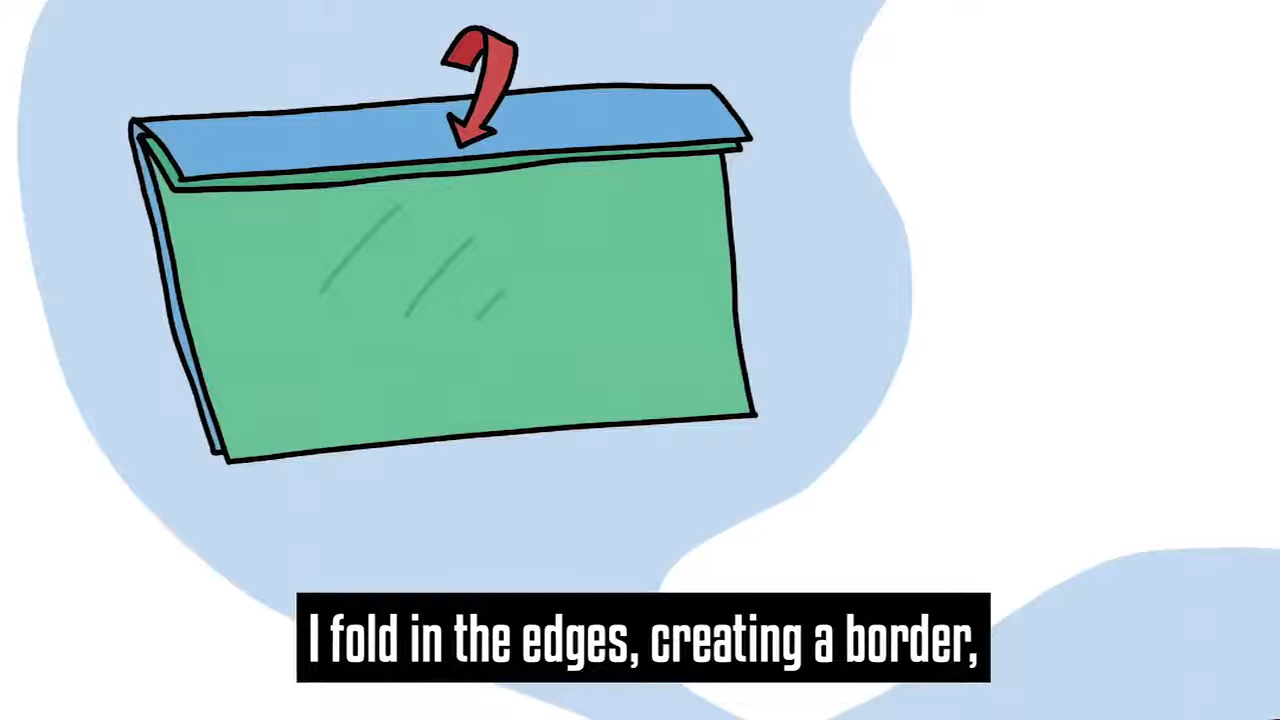 I fold in the edges, creating a border,